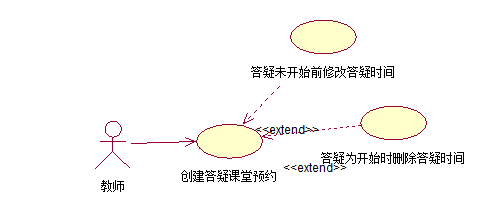 答疑未开始前修改答疑时间
<<extend>>
答疑为开始时删除答疑时间
<<extend>>
创建答疑课堂预约
教师